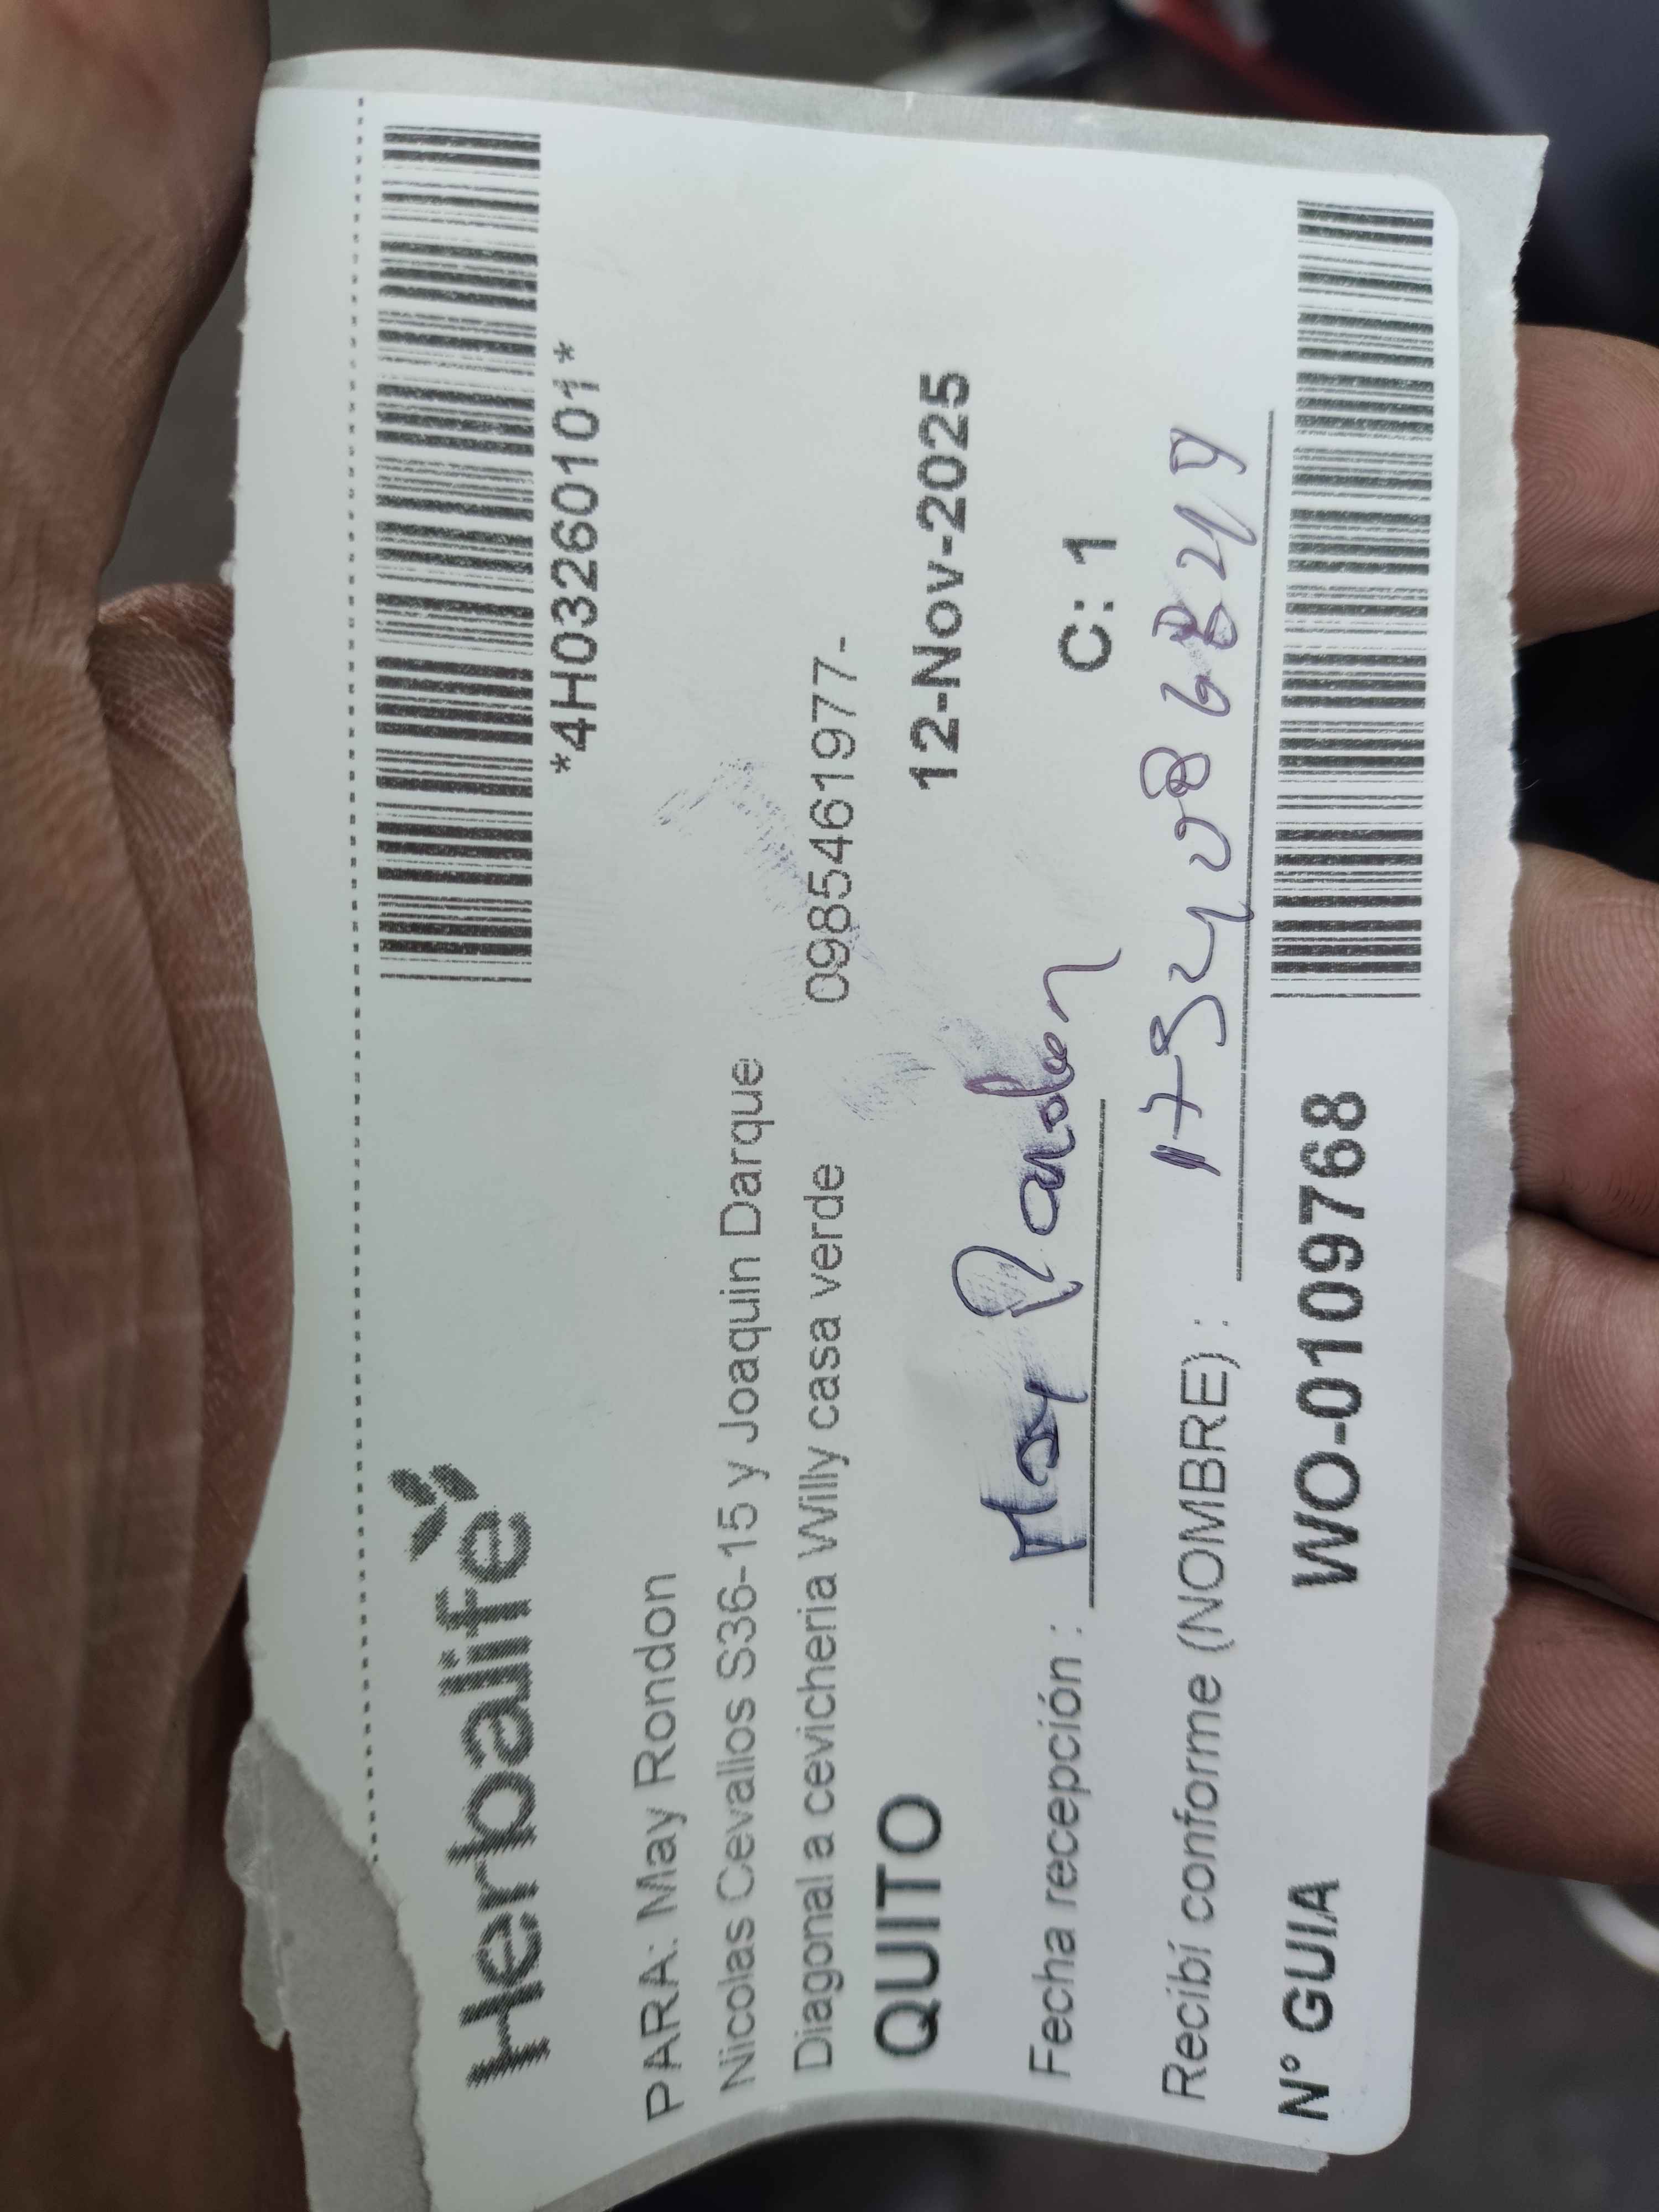 Herbalife
*4H03260101*
PARA: May Rondon
Nicolas Cevallos S36-15 y Joaquin Darque
Diagonal a cevicheria Willy casa verde 0985461977-
QUITO 12-Nov-2025
Fecha recepción : May Rondon C: 1
Recibí conforme (NOMBRE) :
N° GUIA WO-0109768